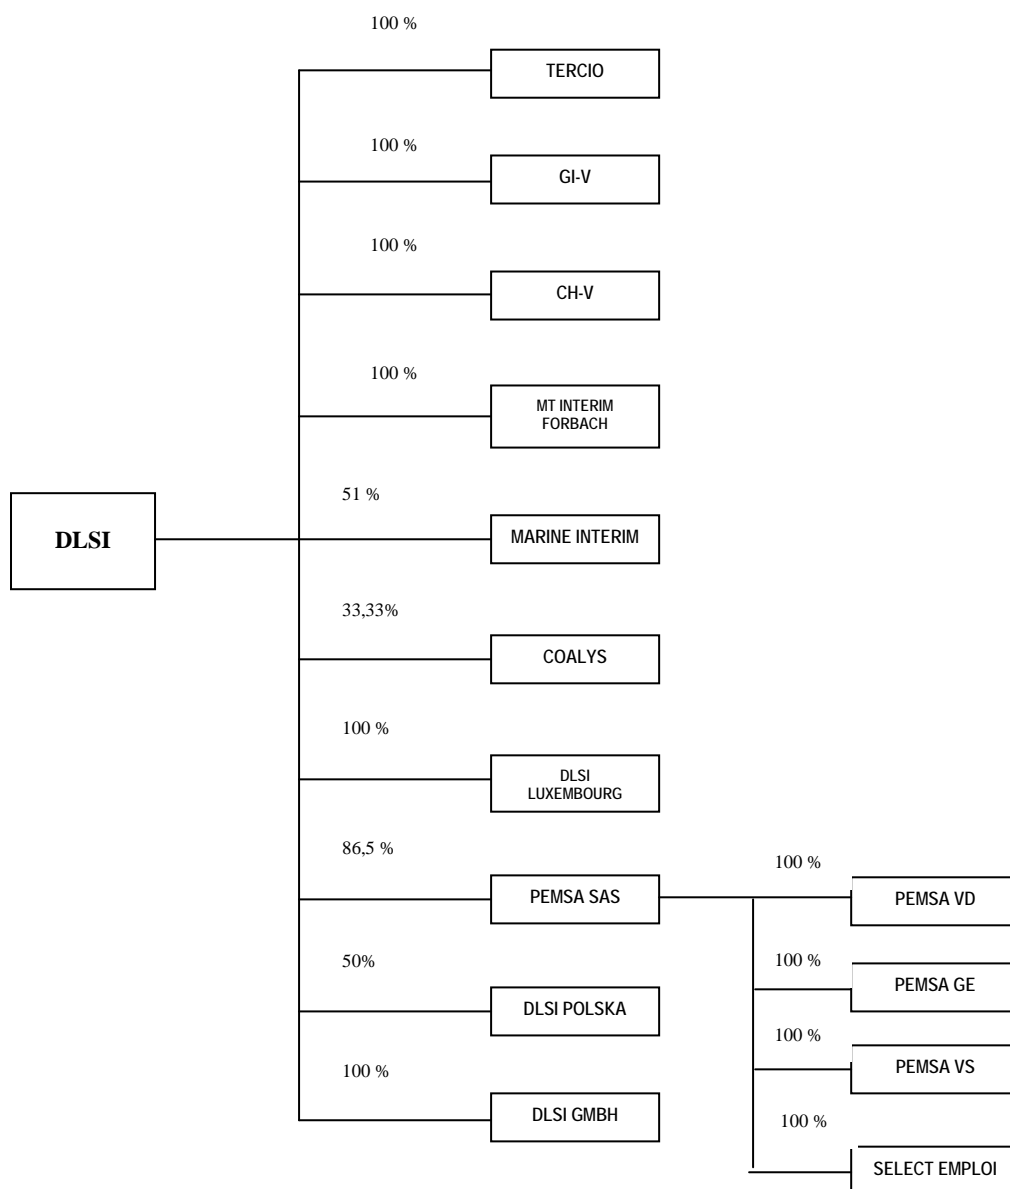 100 %
TERCIO
100 %
GI-V
100 %
CH-V
100 %
MT INTERIM
FORBACH
51 %
DLSI
MARINE INTERIM
33,33%
COALYS
100 %
DLSI
LUXEMBOURG
86,5 %
PEMSA SAS
100 %
PEMSA VD
50%
DLSI POLSKA
100 %
PEMSA GE
100 %
PEMSA VS
100 %
DLSI GMBH
100 %
SELECT EMPLOI